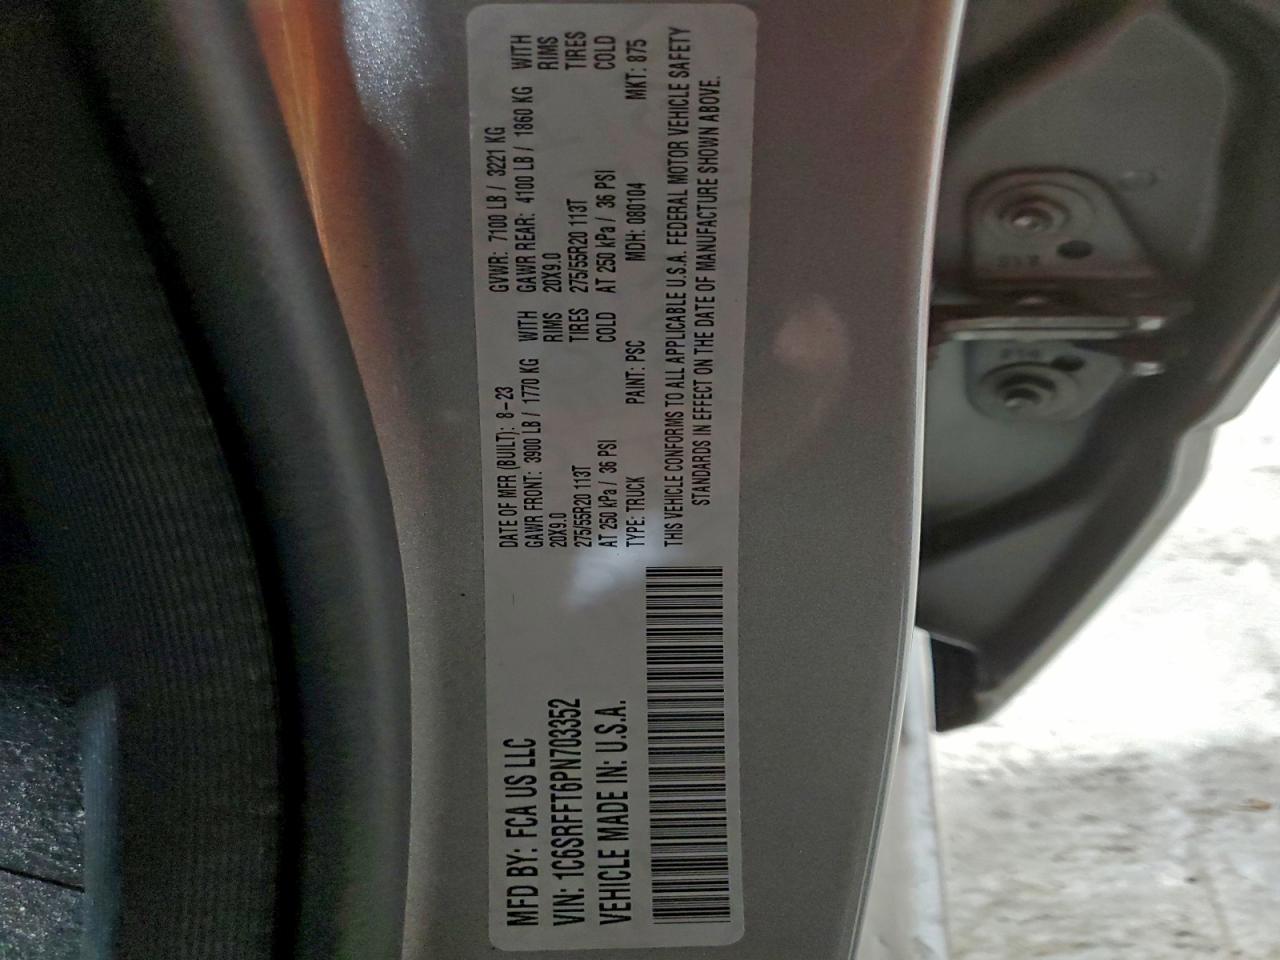 MFD BY: FCA US LLC
VIN: 1C6SRFFT6PN703352
VEHICLE MADE IN: U.S.A.
DATE OF MFR (BUILT): 8-23 GVWR: 7100 LB / 3221 KG
GAWR FRONT: 3900 LB / 1770 KG WITH GAWR REAR: 4100 LB / 1860 KG WITH
20X9.0 RIMS 20X9.0 RIMS
275/55R20 113T TIRES 275/55R20 113T TIRES
AT 250 kPa / 36 PSI COLD AT 250 kPa / 36 PSI COLD
TYPE: TRUCK PAINT: PSC MDH: 080104 MKT: 875
THIS VEHICLE CONFORMS TO ALL APPLICABLE U.S.A. FEDERAL MOTOR VEHICLE SAFETY
STANDARDS IN EFFECT ON THE DATE OF MANUFACTURE SHOWN ABOVE.